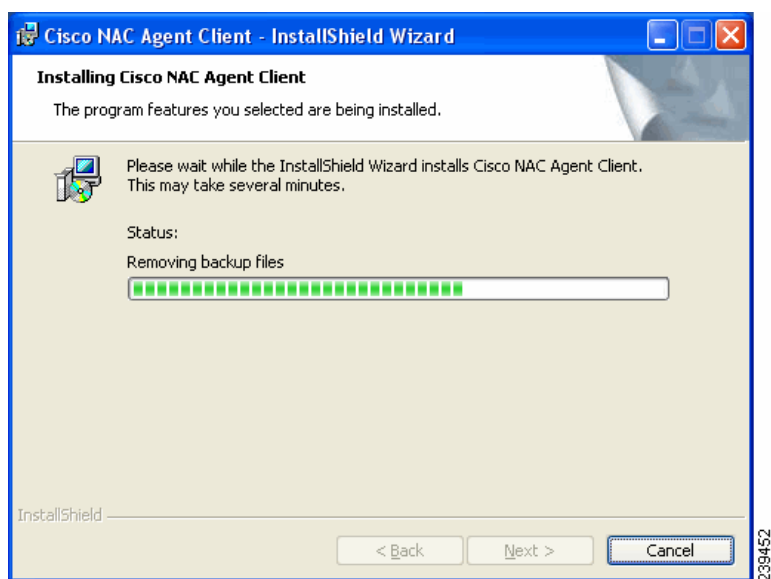 Cisco NAC Agent Client - InstallShield Wizard
Installing Cisco NAC Agent Client
The program features you selected are being installed.
Please wait while the InstallShield Wizard installs Cisco NAC Agent Client.
This may take several minutes.
Status:
Removing backup files
InstallShield
< Back
Next >
Cancel
239452